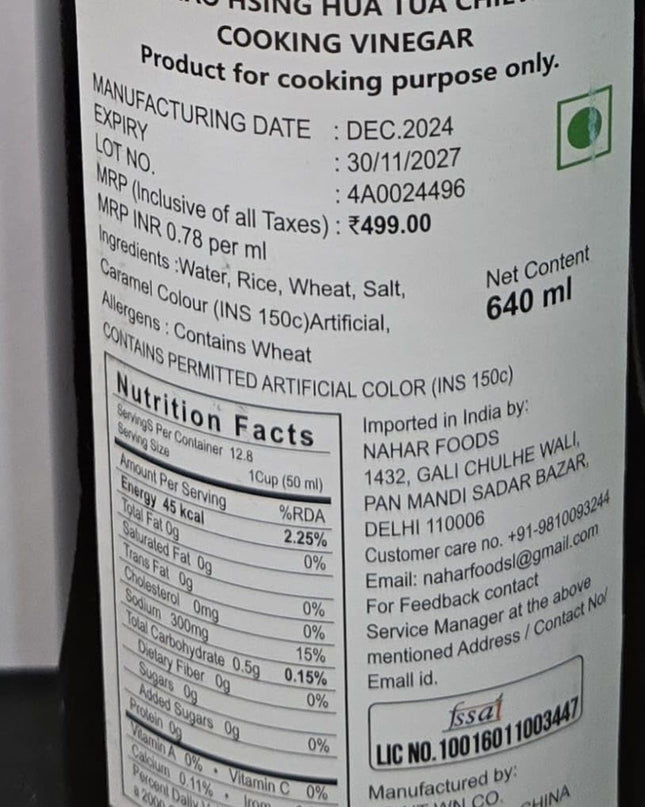 HSING HUA TUA
COOKING VINEGAR
Product for cooking purpose only.
MANUFACTURING DATE : DEC.2024
EXPIRY : 30/11/2027
LOT NO. : 4A0024496
MRP (Inclusive of all Taxes) : ₹499.00
MRP INR 0.78 per ml
Ingredients :Water, Rice, Wheat, Salt,
Caramel Colour (INS 150c)Artificial,
Allergens : Contains Wheat
CONTAINS PERMITTED ARTIFICIAL COLOR (INS 150c)
Net Content
640 ml
Nutrition Facts
ServingS Per Container 12.8
Serving Size 1Cup (50 ml)
Amount Per Serving %RDA
Energy 45 kcal 2.25%
Total Fat 0g 0%
Saturated Fat 0g
Trans Fat 0g 0%
Cholesterol 0mg 0%
Sodium 300mg 15%
Total Carbohydrate 0.5g 0.15%
Dietary Fiber 0g 0%
Sugars 0g
Added Sugars 0g 0%
Protein 0g
Vitamin A 0% • Vitamin C 0%
Calcium 0.11% • Iron
Percent Daily
Imported in India by:
NAHAR FOODS
1432, GALI CHULHE WALI,
PAN MANDI SADAR BAZAR,
DELHI 110006
Customer care no. +91-9810093244
Email: naharfoodsl@gmail.com
For Feedback contact
Service Manager at the above
mentioned Address / Contact No/
Email id.
fssai
LIC NO. 10016011003447
Manufactured by:
CO.
CHINA